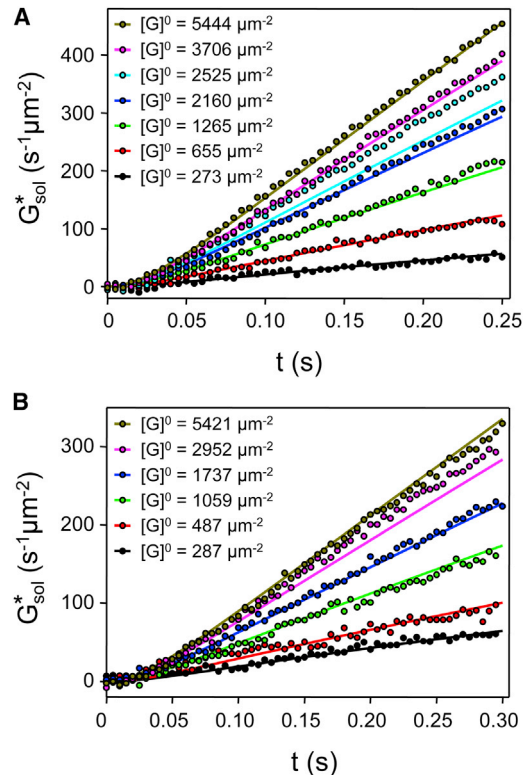 A
[G]⁰ = 5444 µm⁻²
[G]⁰ = 3706 µm⁻²
[G]⁰ = 2525 µm⁻²
[G]⁰ = 2160 µm⁻²
[G]⁰ = 1265 µm⁻²
[G]⁰ = 655 µm⁻²
[G]⁰ = 273 µm⁻²
400
300
200
100
0
G*sol (s⁻¹µm⁻²)
0 0.05 0.10 0.15 0.20 0.25
t (s)
B
[G]⁰ = 5421 µm⁻²
[G]⁰ = 2952 µm⁻²
[G]⁰ = 1737 µm⁻²
[G]⁰ = 1059 µm⁻²
[G]⁰ = 487 µm⁻²
[G]⁰ = 287 µm⁻²
300
200
100
0
G*sol (s⁻¹µm⁻²)
0 0.05 0.10 0.15 0.20 0.25 0.30
t (s)